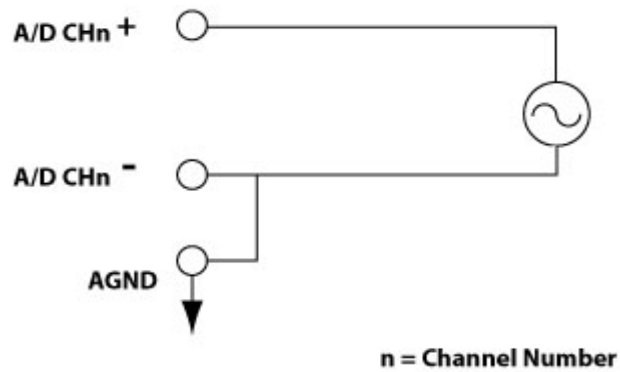 A/D CHn +
A/D CHn -
AGND
n = Channel Number